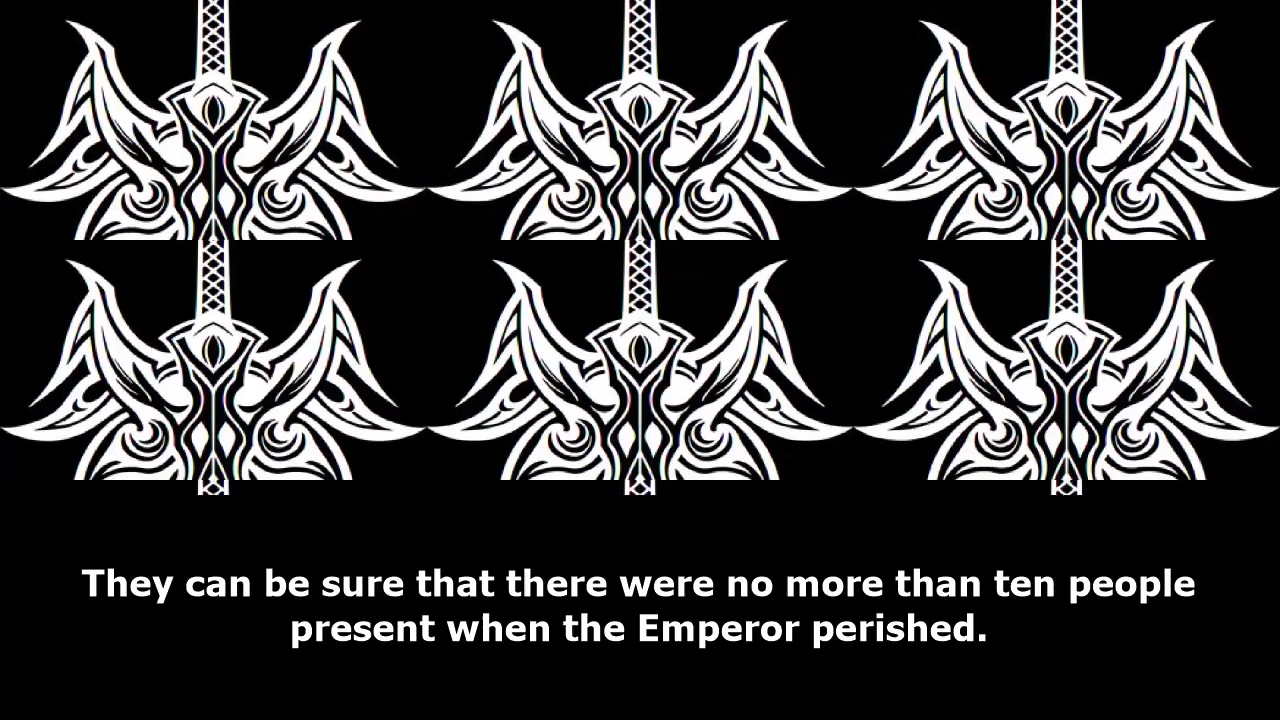 They can be sure that there were no more than ten people
present when the Emperor perished.